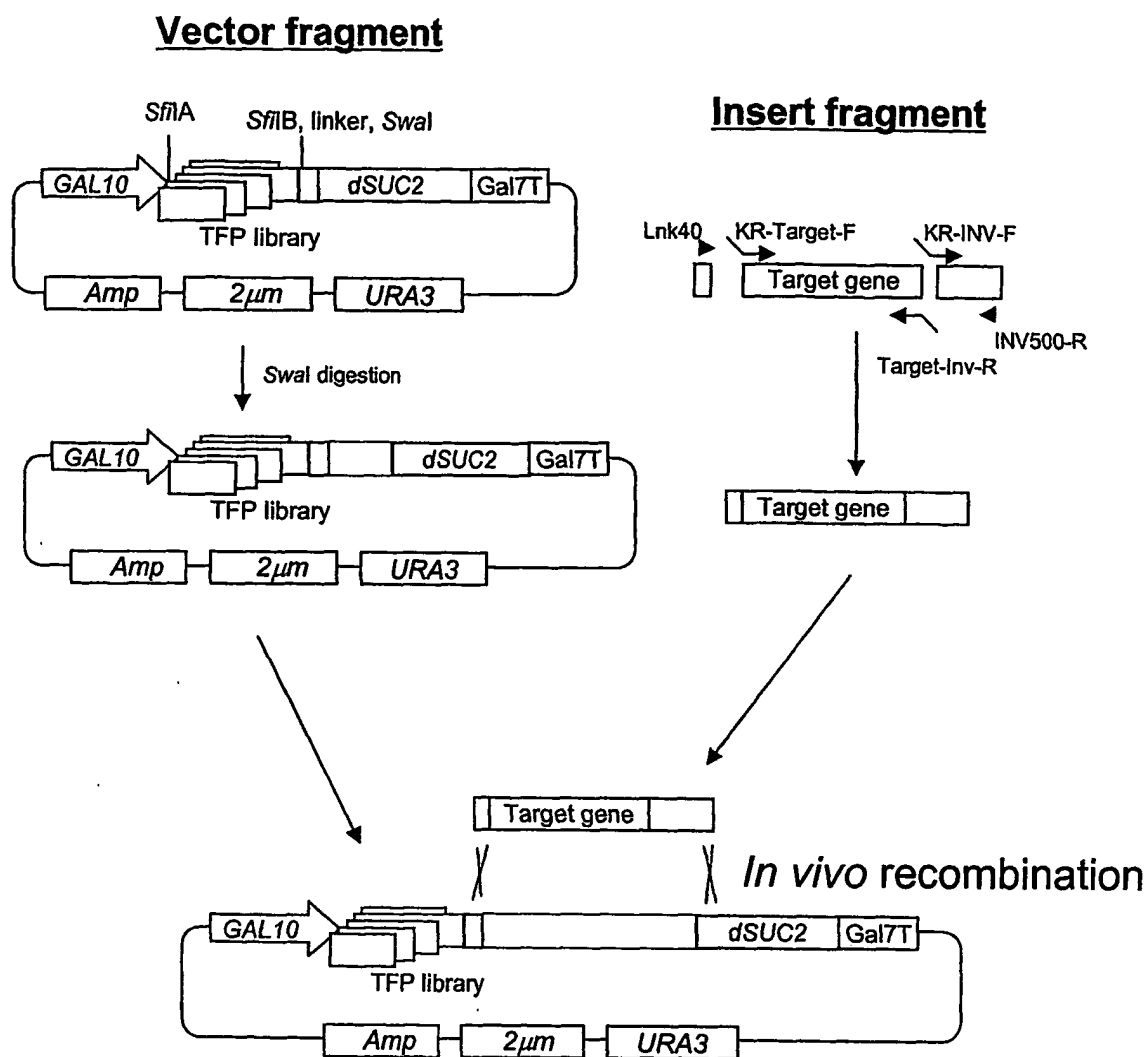 Vector fragment
SfiIA
SfiIB, linker, SwaI
GAL10
dSUC2
Gal7T
TFP library
Amp
2μm
URA3
SwaI digestion
GAL10
dSUC2
Gal7T
TFP library
Amp
2μm
URA3
Insert fragment
Lnk40
KR-Target-F
KR-INV-F
Target gene
INV500-R
Target-Inv-R
Target gene
Target gene
In vivo recombination
GAL10
dSUC2
Gal7T
TFP library
Amp
2μm
URA3